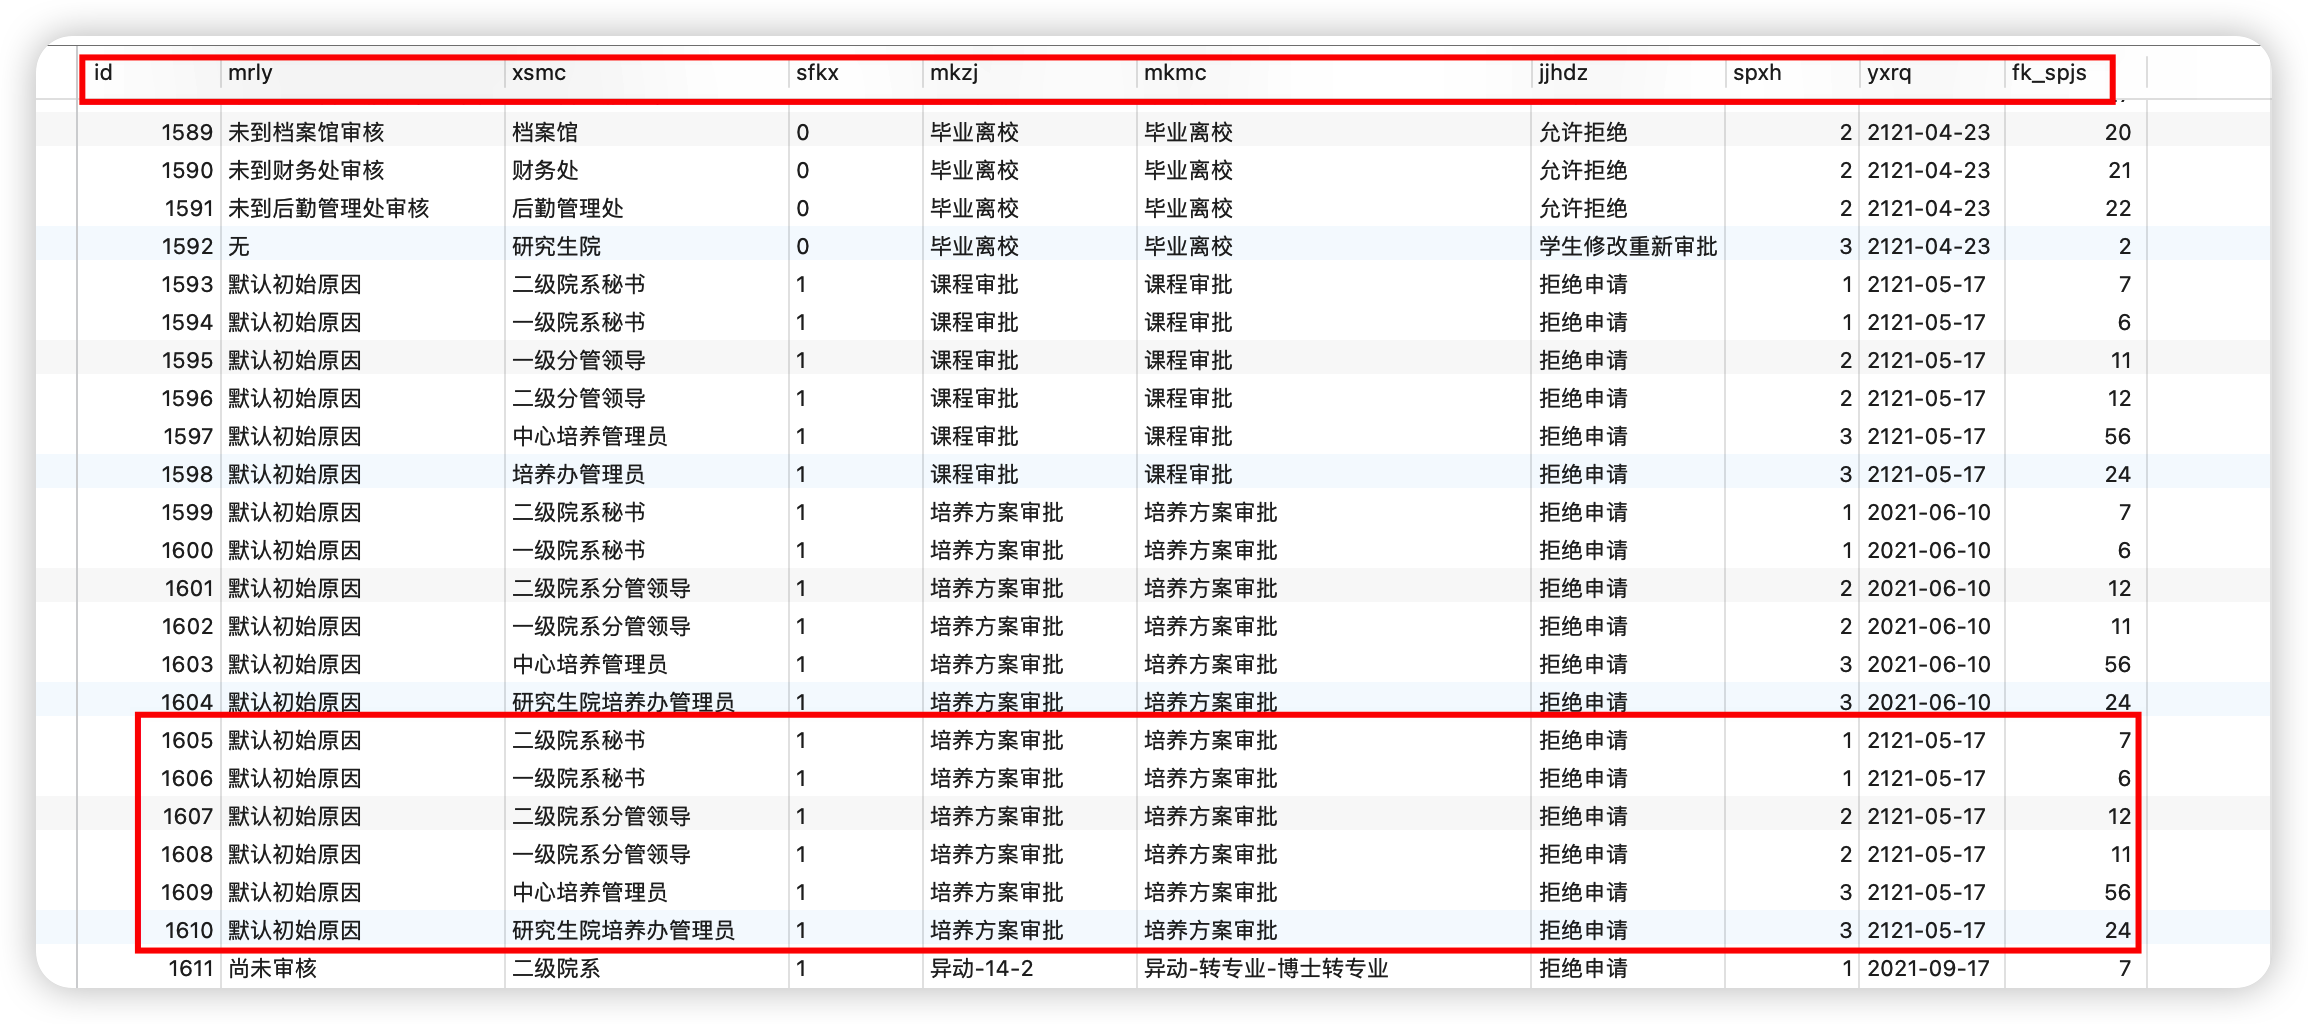 id mrly xsmc sfkx mkzj mkmc jjhdz spxh yxrq fk_spjs
1589 未到档案馆审核 档案馆 0 毕业离校 毕业离校 允许拒绝 2 2121-04-23 20
1590 未到财务处审核 财务处 0 毕业离校 毕业离校 允许拒绝 2 2121-04-23 21
1591 未到后勤管理处审核 后勤管理处 0 毕业离校 毕业离校 允许拒绝 2 2121-04-23 22
1592 无 研究生院 0 毕业离校 毕业离校 学生修改重新审批 3 2121-04-23 2
1593 默认初始原因 二级院系秘书 1 课程审批 课程审批 拒绝申请 1 2121-05-17 7
1594 默认初始原因 一级院系秘书 1 课程审批 课程审批 拒绝申请 1 2121-05-17 6
1595 默认初始原因 一级分管领导 1 课程审批 课程审批 拒绝申请 2 2121-05-17 11
1596 默认初始原因 二级分管领导 1 课程审批 课程审批 拒绝申请 2 2121-05-17 12
1597 默认初始原因 中心培养管理员 1 课程审批 课程审批 拒绝申请 3 2121-05-17 56
1598 默认初始原因 培养办管理员 1 课程审批 课程审批 拒绝申请 3 2121-05-17 24
1599 默认初始原因 二级院系秘书 1 培养方案审批 培养方案审批 拒绝申请 1 2021-06-10 7
1600 默认初始原因 一级院系秘书 1 培养方案审批 培养方案审批 拒绝申请 1 2021-06-10 6
1601 默认初始原因 二级院系分管领导 1 培养方案审批 培养方案审批 拒绝申请 2 2021-06-10 12
1602 默认初始原因 一级院系分管领导 1 培养方案审批 培养方案审批 拒绝申请 2 2021-06-10 11
1603 默认初始原因 中心培养管理员 1 培养方案审批 培养方案审批 拒绝申请 3 2021-06-10 56
1604 默认初始原因 研究生院培养办管理员 1 培养方案审批 培养方案审批 拒绝申请 3 2021-06-10 24
1605 默认初始原因 二级院系秘书 1 培养方案审批 培养方案审批 拒绝申请 1 2121-05-17 7
1606 默认初始原因 一级院系秘书 1 培养方案审批 培养方案审批 拒绝申请 1 2121-05-17 6
1607 默认初始原因 二级院系分管领导 1 培养方案审批 培养方案审批 拒绝申请 2 2121-05-17 12
1608 默认初始原因 一级院系分管领导 1 培养方案审批 培养方案审批 拒绝申请 2 2121-05-17 11
1609 默认初始原因 中心培养管理员 1 培养方案审批 培养方案审批 拒绝申请 3 2121-05-17 56
1610 默认初始原因 研究生院培养办管理员 1 培养方案审批 培养方案审批 拒绝申请 3 2121-05-17 24
1611 尚未审核 二级院系 1 异动-14-2 异动-转专业-博士转专业 拒绝申请 1 2021-09-17 7